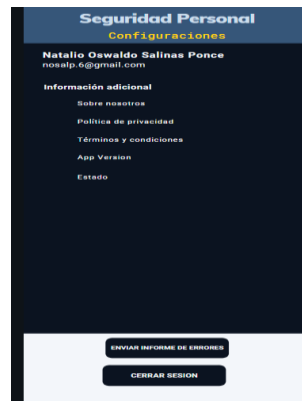 Seguridad Personal
Configuraciones
Natalio Oswaldo Salinas Ponce
nosalp.6@gmail.com
Información adicional
Sobre nosotros
Política de privacidad
Términos y condiciones
App Version
Estado
ENVIAR INFORME DE ERRORES
CERRAR SESION